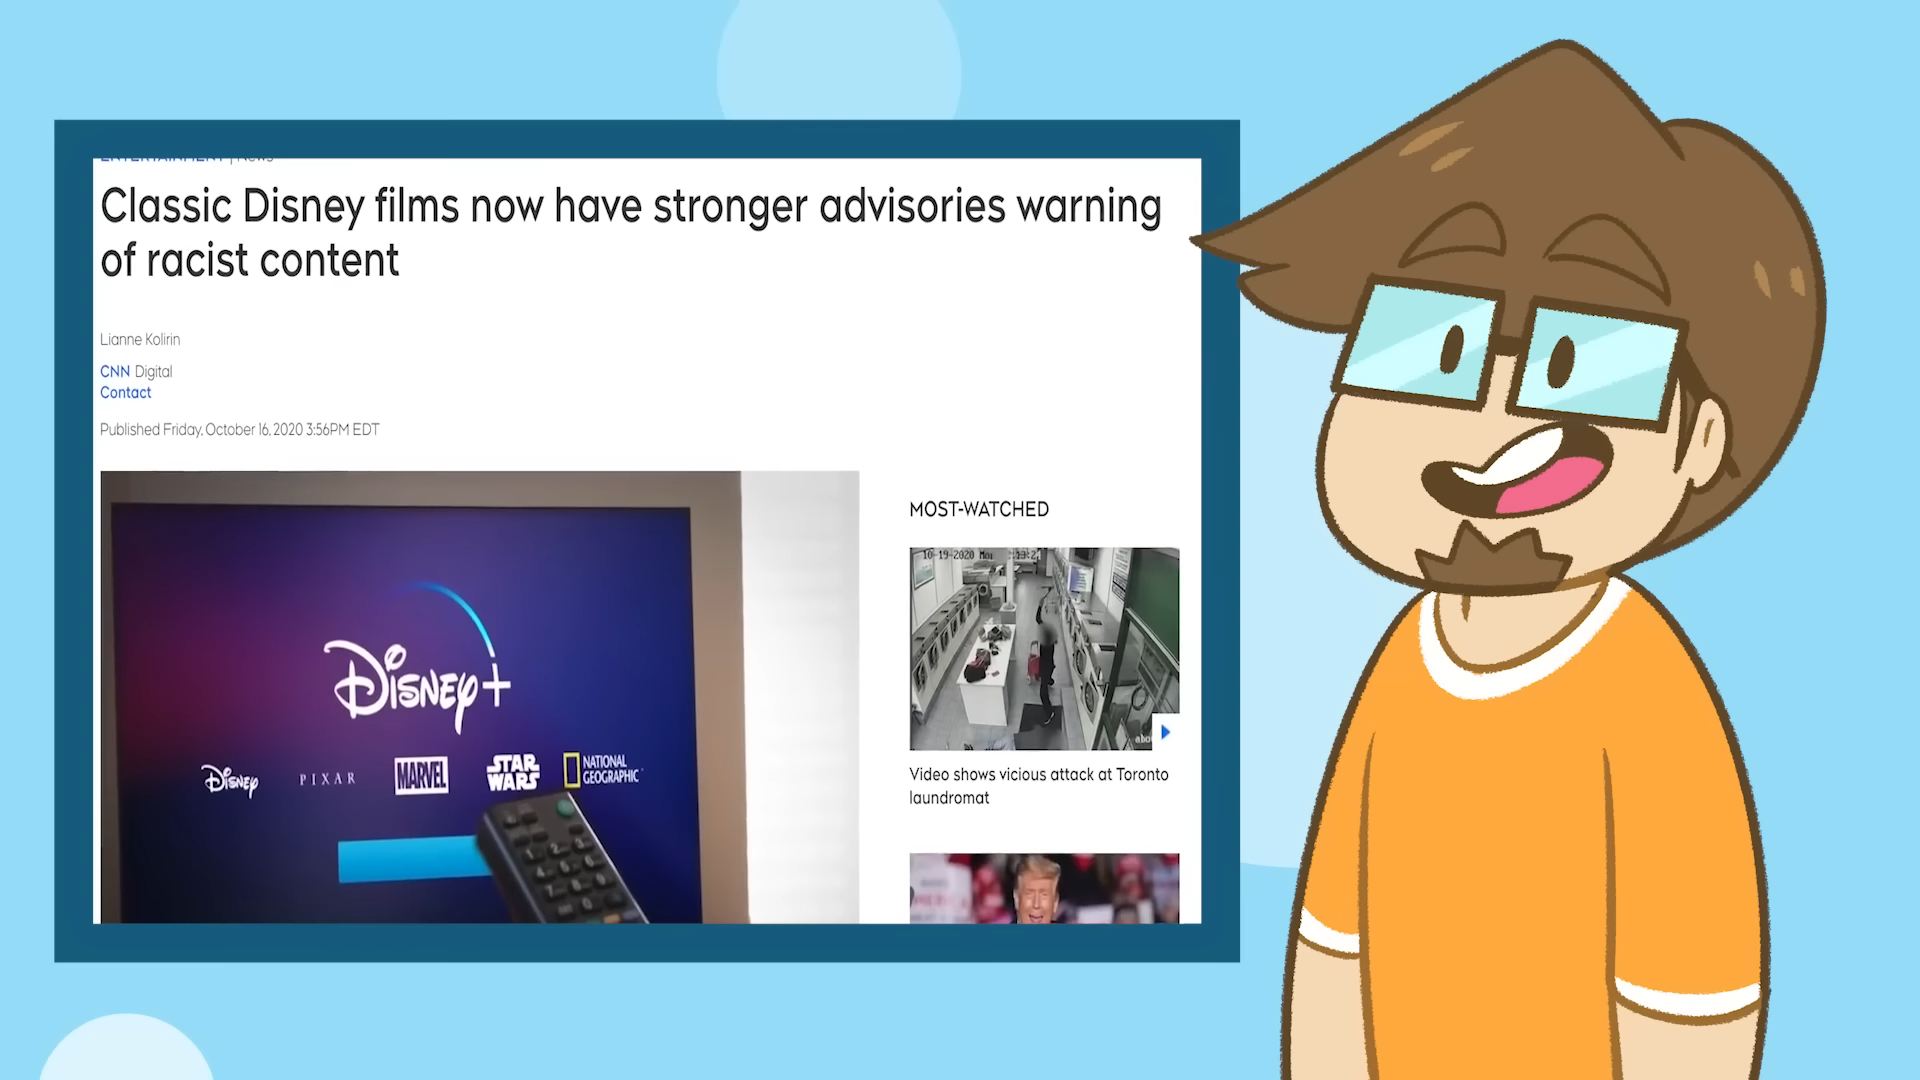 ENTERTAINMENT | News
Classic Disney films now have stronger advisories warning
of racist content
Lianne Kolirin
CNN Digital
Contact
Published Friday, October 16, 2020 3:56PM EDT
MOST-WATCHED
10-19-2020
DISNEY+
DISNEY
PIXAR
MARVEL
STAR
WARS
NATIONAL
GEOGRAPHIC
Video shows vicious attack at Toronto
laundromat